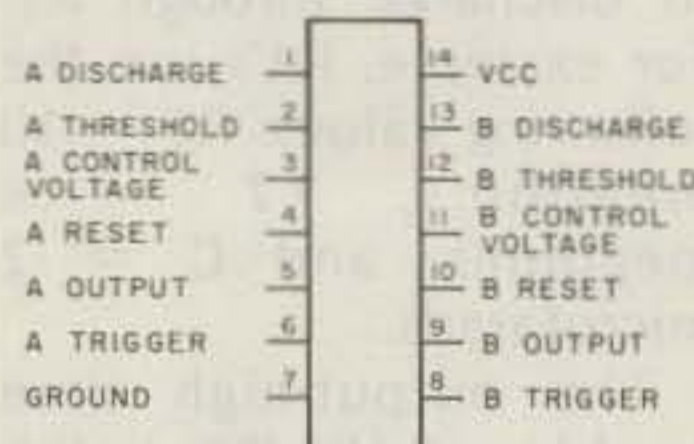 A DISCHARGE 1
A THRESHOLD 2
A CONTROL
VOLTAGE 3
A RESET 4
A OUTPUT 5
A TRIGGER 6
GROUND 7
14 VCC
13 B DISCHARGE
12 B THRESHOLD
11 B CONTROL
VOLTAGE
10 B RESET
9 B OUTPUT
8 B TRIGGER